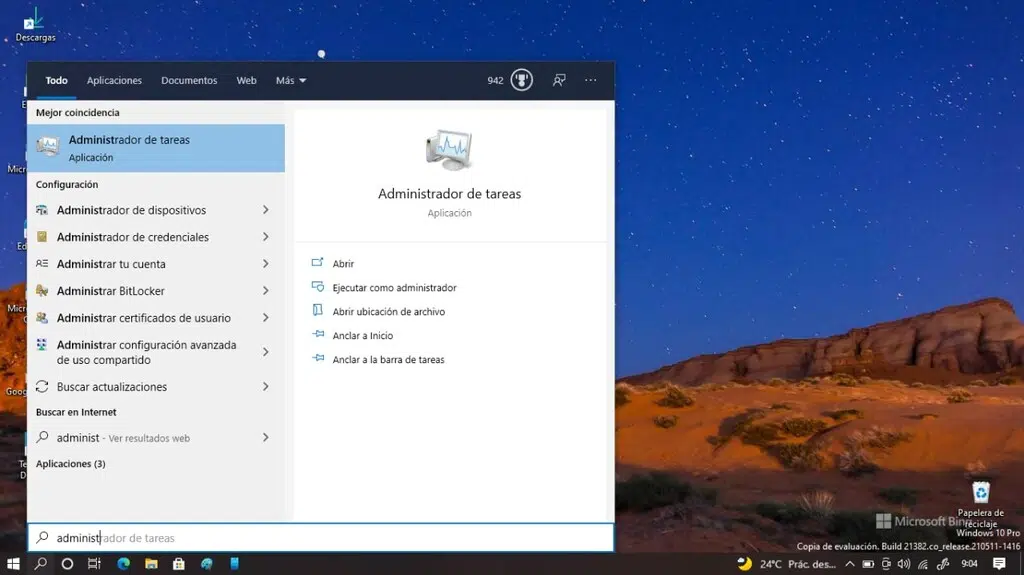 Descargas
Todo Aplicaciones Documentos Web Más 942 ...
Mejor coincidencia
Administrador de tareas
Aplicación
Configuración
Administrador de dispositivos
Administrador de credenciales
Administrar tu cuenta
Administrar BitLocker
Administrar certificados de usuario
Administrar configuración avanzada
de uso compartido
Buscar actualizaciones
Buscar en Internet
administ - Ver resultados web
Aplicaciones (3)
Administrador de tareas
Aplicación
Abrir
Ejecutar como administrador
Abrir ubicación de archivo
Anclar a Inicio
Anclar a la barra de tareas
administrador de tareas
Microsoft Bing
Papelera de
reciclaje
Windows 10 Pro
Copia de evaluación. Build 21382.co_release.210511-1416
24°C Prác. des... 9:04